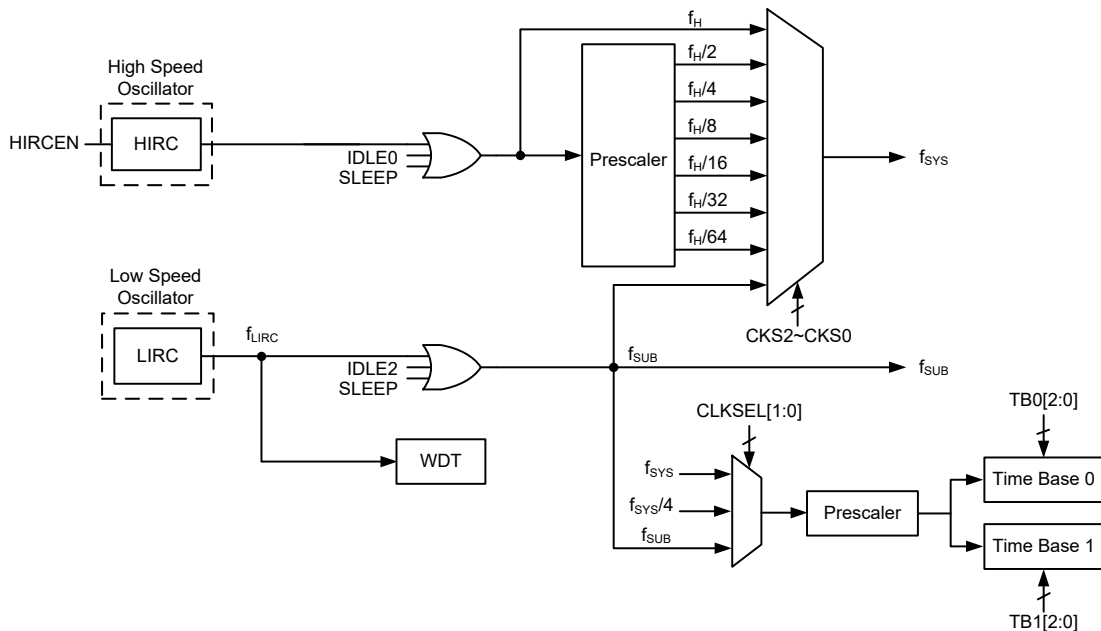 f_H
High Speed
Oscillator
f_H/2
f_H/4
HIRCEN
HIRC
f_H/8
IDLE0
SLEEP
Prescaler
f_SYS
f_H/16
f_H/32
f_H/64
Low Speed
Oscillator
CKS2~CKS0
f_LIRC
LIRC
IDLE2
SLEEP
f_SUB
f_SUB
CLKSEL[1:0]
TB0[2:0]
WDT
f_SYS
Time Base 0
f_SYS/4
Prescaler
f_SUB
Time Base 1
TB1[2:0]